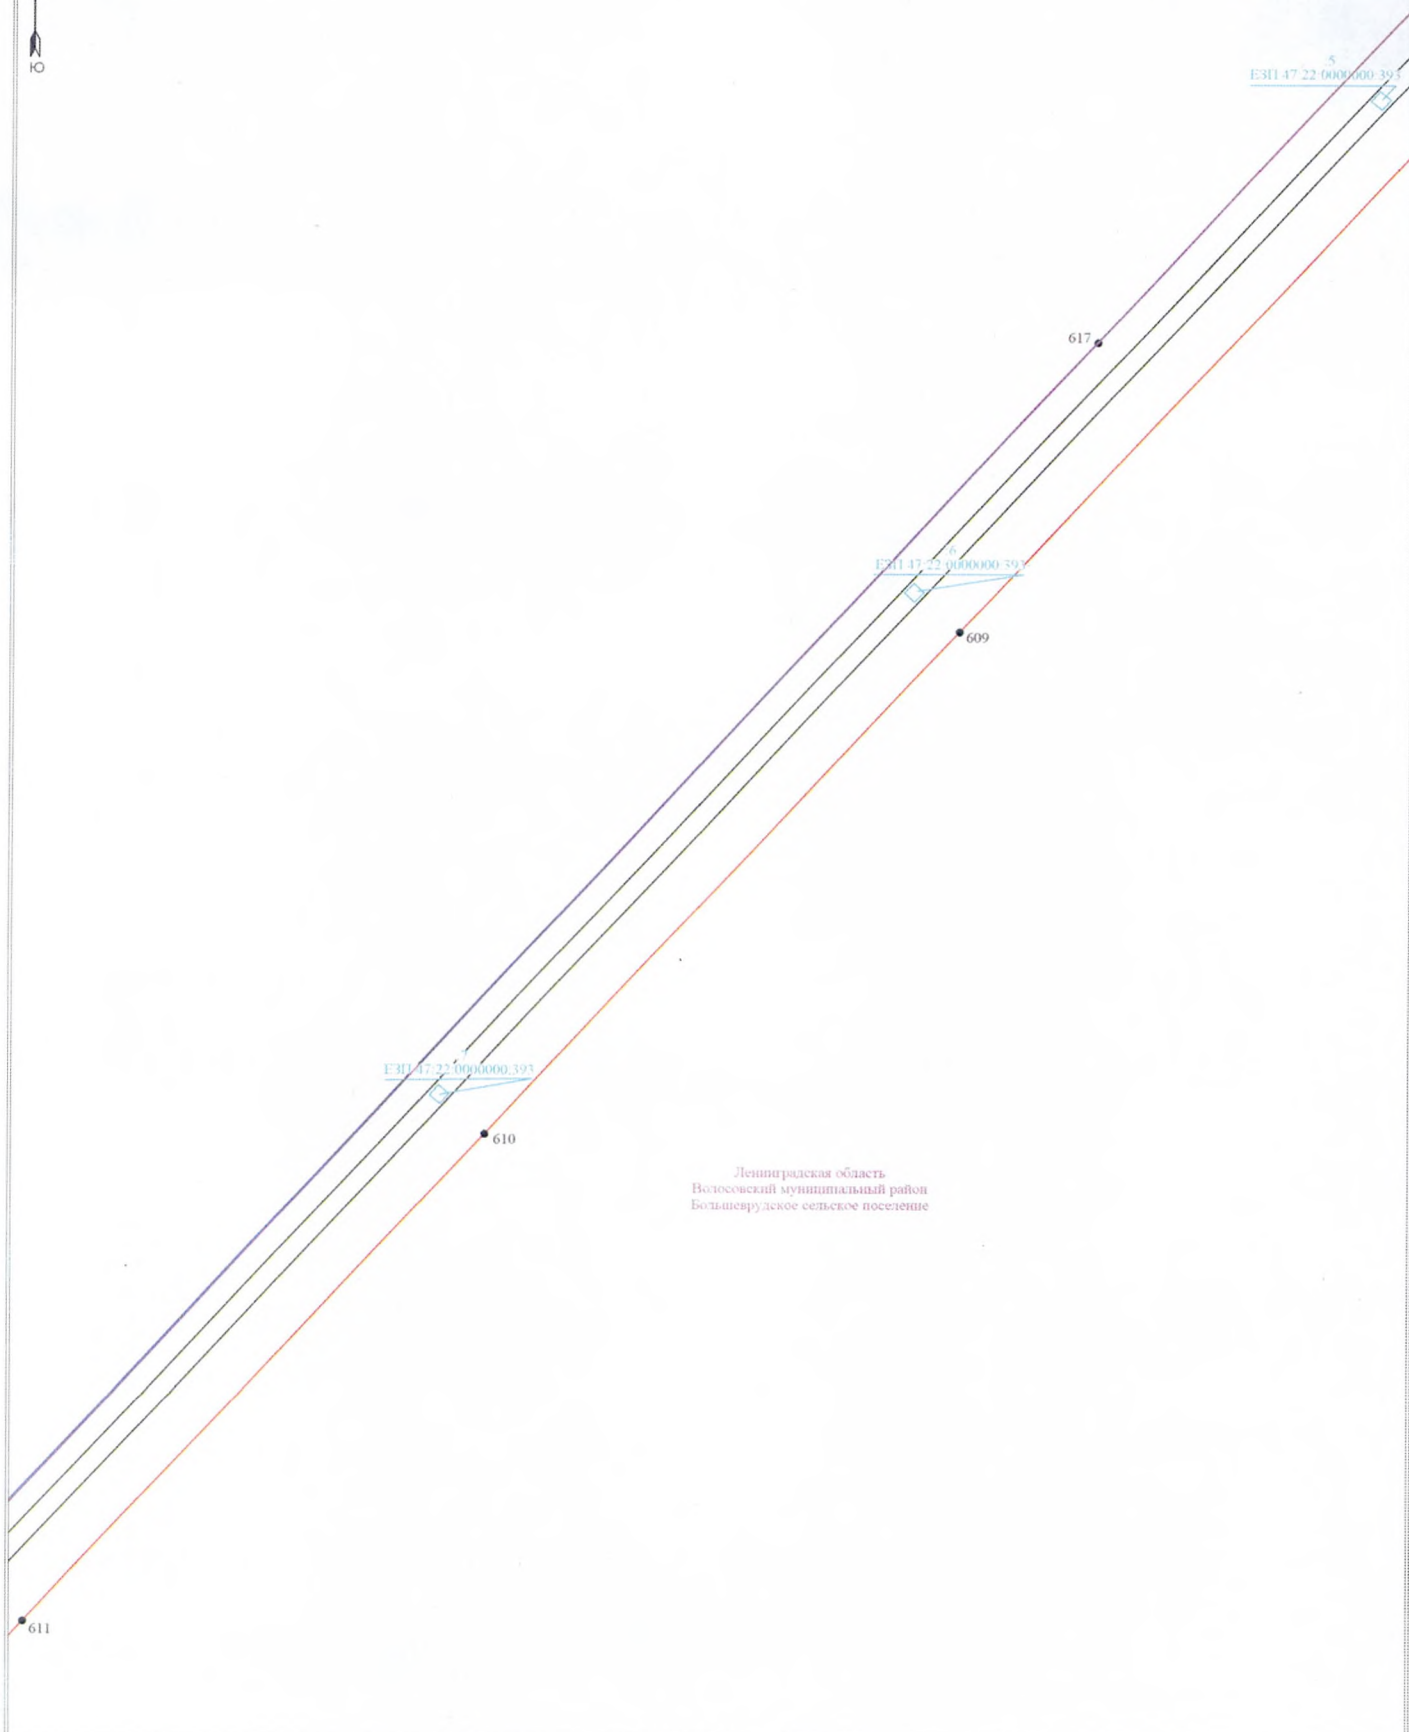 Ю
5
ЕЗП 47:22:0000000:393
617
6
ЕЗП 47:22:0000000:393
609
7
ЕЗП 47:22:0000000:393
610
Ленинградская область
Волосовский муниципальный район
Большеврудское сельское поселение
611